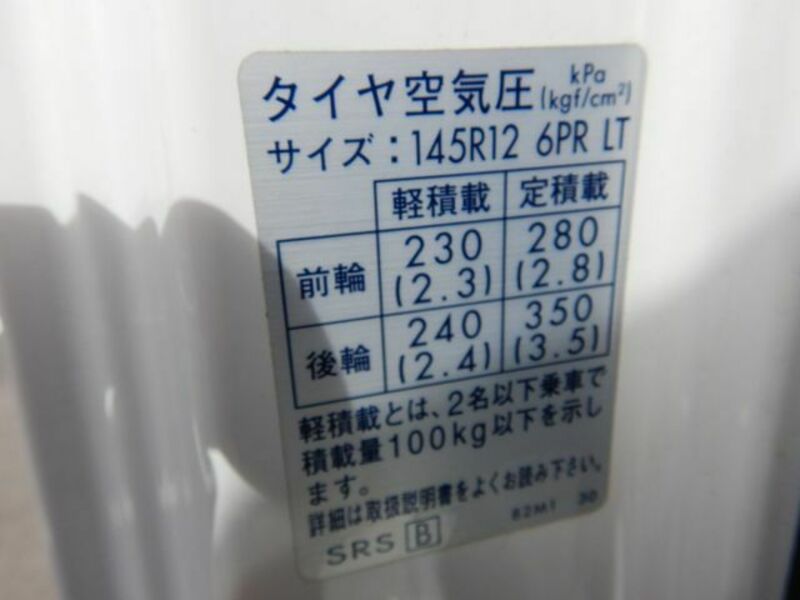 タイヤ空気圧 kPa (kgf/cm²)
サイズ：145R12 6PR LT
軽積載 定積載
前輪 230 (2.3) 280 (2.8)
後輪 240 (2.4) 350 (3.5)
軽積載とは、2名以下乗車で
積載量100kg以下を示し
ます。
詳細は取扱説明書をよくお読み下さい。
SRS B 82M1 30